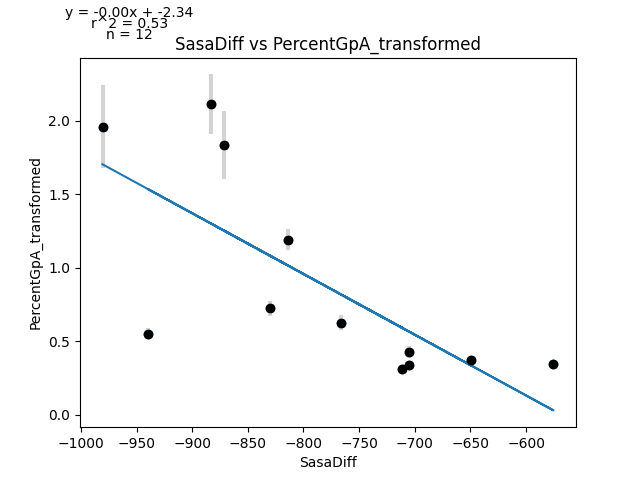 y = -0.00x + -2.34
r^2 = 0.53
n = 12
SasaDiff vs PercentGpA_transformed
PercentGpA_transformed
2.0
1.5
1.0
0.5
0.0
−1000 −950 −900 −850 −800 −750 −700 −650 −600
SasaDiff